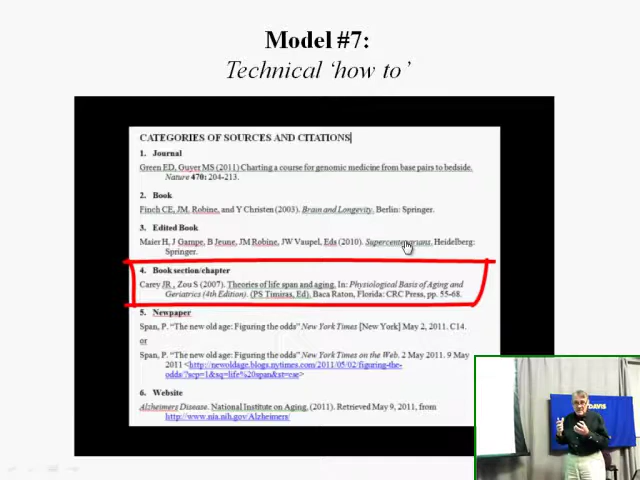 Model #7:
Technical ‘how to’
CATEGORIES OF SOURCES AND CITATIONS
1. Journal
Green ED, Guyer MS (2011) Charting a course for genomic medicine from base pairs to bedside.
Nature 470: 204-213.
2. Book
Finch CE, JM. Robine, and Y Christen (2003). Brain and Longevity. Berlin: Springer.
3. Edited Book
Maier H, J Gampe, B Jeune, JM Robine, JW Vaupel, Eds (2010). Supercentenarians. Heidelberg:
Springer.
4. Book section/chapter
Carey JR , Zou S (2007). Theories of life span and aging. In: Physiological Basis of Aging and
Geriatrics (4th Edition). (PS Timiras, Ed). Baca Raton, Florida: CRC Press, pp. 55-68.
5. Newpaper
Span, P. "The new old age: Figuring the odds" New York Times [New York] May 2, 2011. C14.
or
Span, P. "The new old age: Figuring the odds" New York Times on the Web. 2 May 2011. 9 May
2011 <http://newoldage.blogs.nytimes.com/2011/05/02/figuring-the-
odds/?scp=1&sq=life%20span&st=cse>
6. Website
Alzheimers Disease. National Institute on Aging, (2011). Retrieved May 9, 2011, from
http://www.nia.nih.gov/Alzheimers/
DAVIS